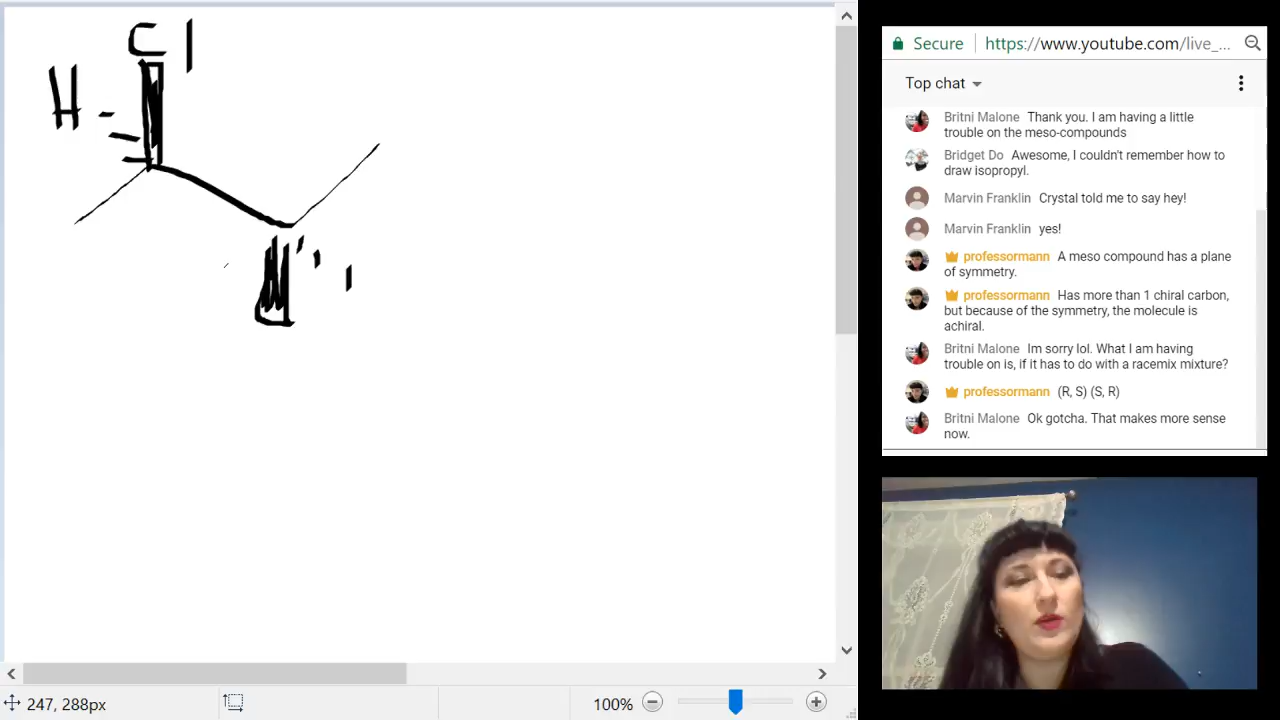 Cl
H
Secure https://www.youtube.com/live_...
Top chat
Britni Malone Thank you. I am having a little
trouble on the meso-compounds
Bridget Do Awesome, I couldn't remember how to
draw isopropyl.
Marvin Franklin Crystal told me to say hey!
Marvin Franklin yes!
professormann A meso compound has a plane
of symmetry.
professormann Has more than 1 chiral carbon,
but because of the symmetry, the molecule is
achiral.
Britni Malone Im sorry lol. What I am having
trouble on is, if it has to do with a racemix mixture?
professormann (R, S) (S, R)
Britni Malone Ok gotcha. That makes more sense
now.
247, 288px
100%